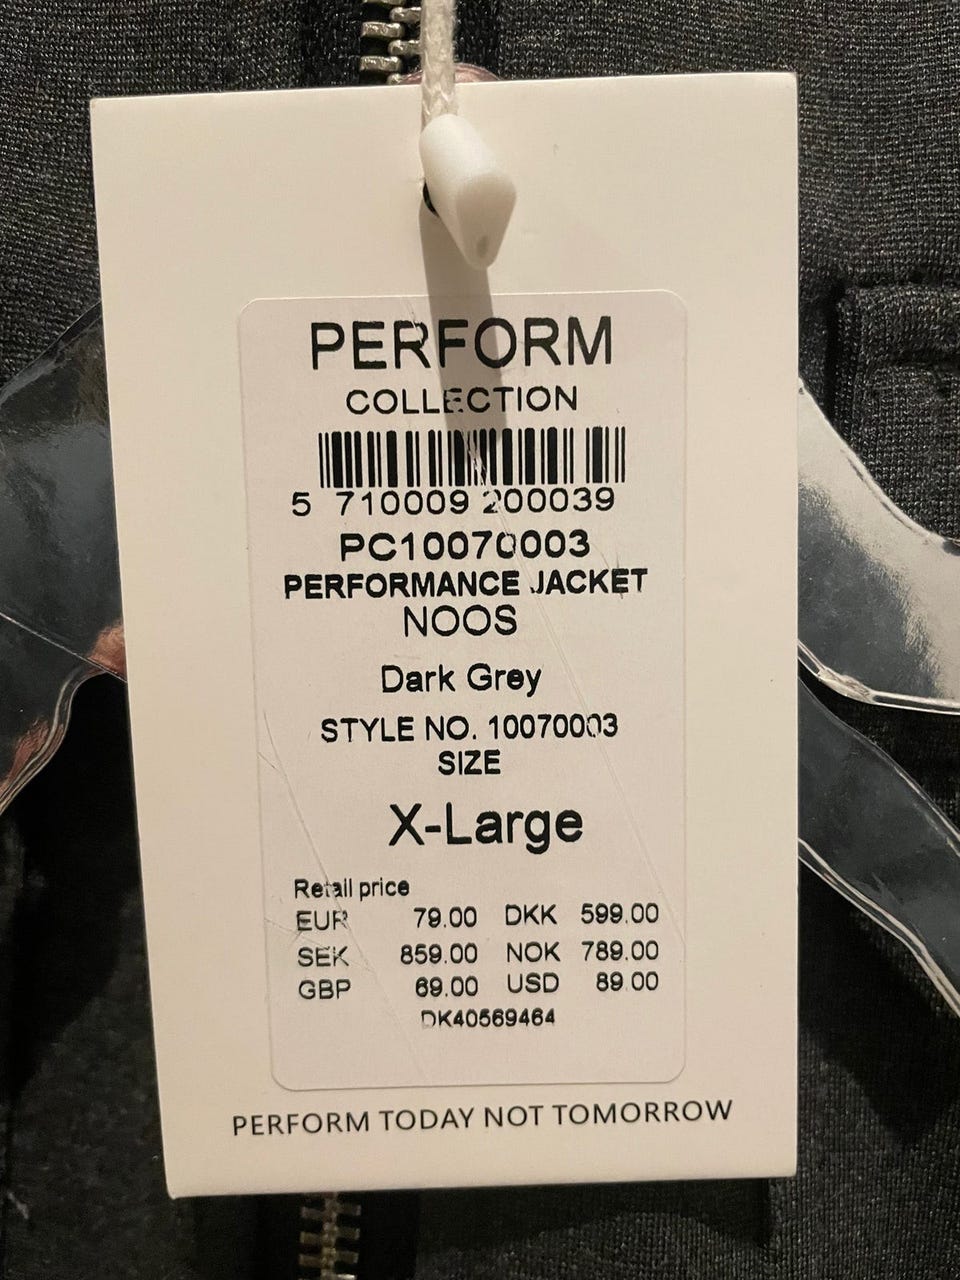 PERFORM
COLLECTION
5 710009 200039
PC10070003
PERFORMANCE JACKET
NOOS
Dark Grey
STYLE NO. 10070003
SIZE
X-Large
Retail price
EUR 79.00 DKK 599.00
SEK 859.00 NOK 789.00
GBP 69.00 USD 89.00
DK40569464
PERFORM TODAY NOT TOMORROW